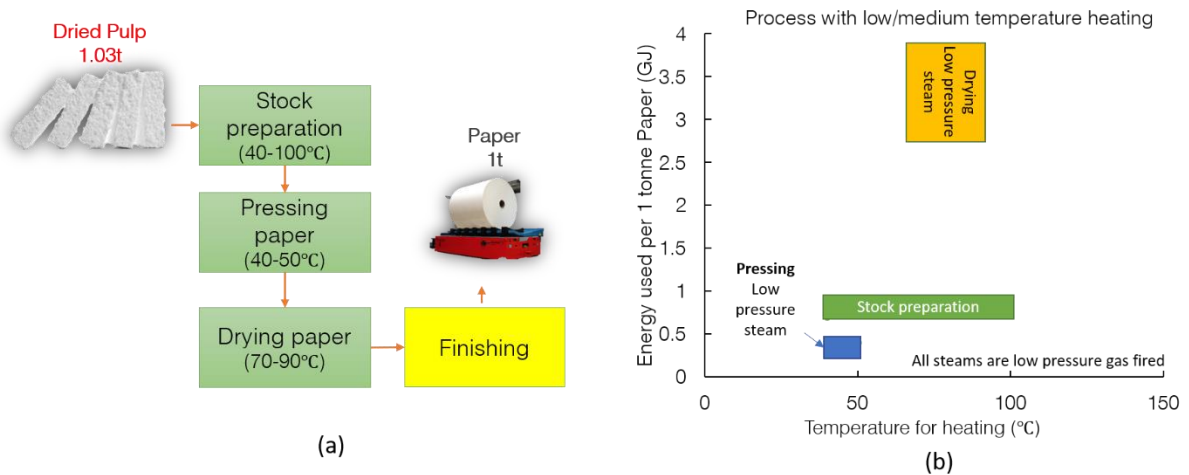 Dried Pulp
1.03t
Stock
preparation
(40-100℃)
Pressing
paper
(40-50℃)
Drying paper
(70-90℃)
Finishing
Paper
1t
(a)
Process with low/medium temperature heating
Energy used per 1 tonne Paper (GJ)
4
3.5
3
2.5
2
1.5
1
0.5
0
Drying
Low pressure
steam
Stock preparation
Pressing
Low
pressure
steam
All steams are low pressure gas fired
0
50
100
150
Temperature for heating (℃)
(b)